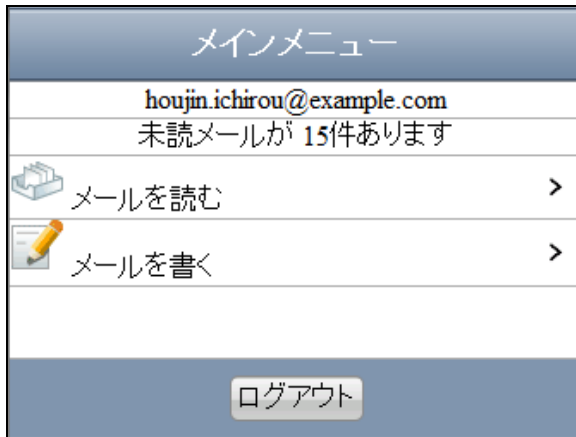 メインメニュー
houjin.ichirou@example.com
未読メールが 15件あります
メールを読む
メールを書く
ログアウト